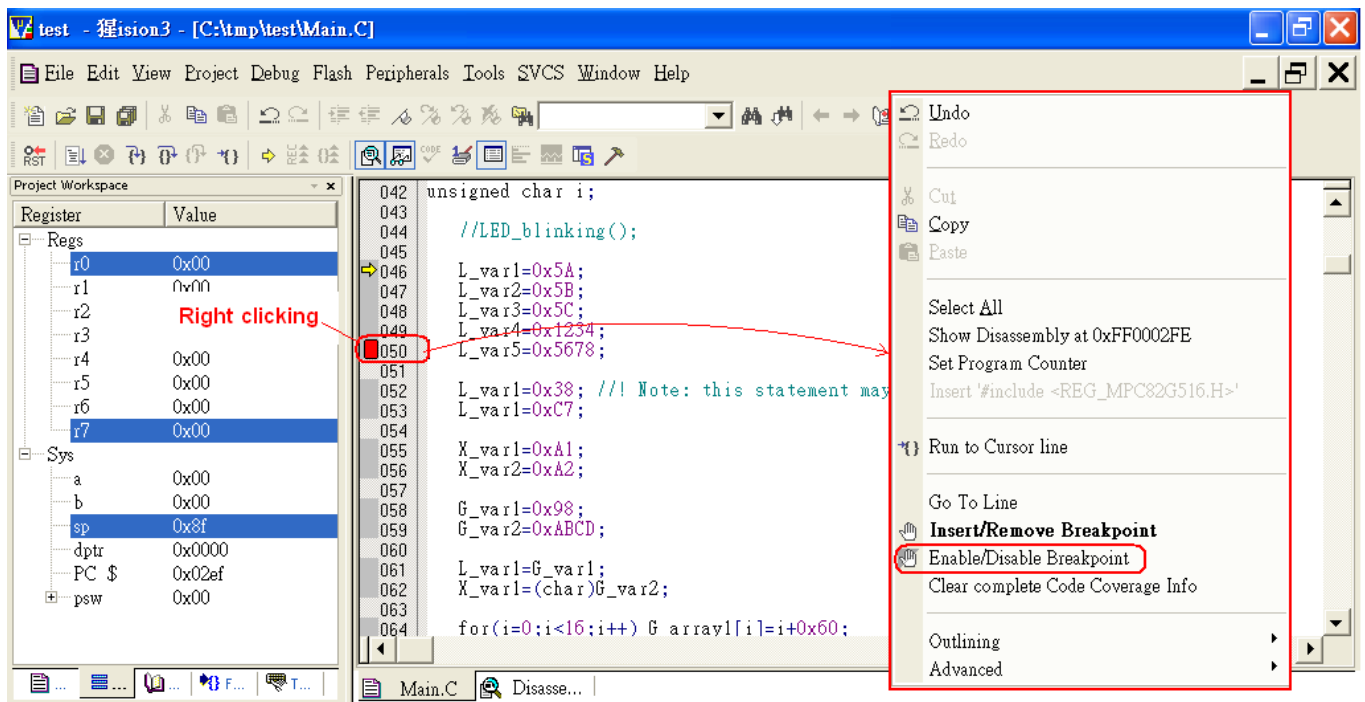 test - 猩ision3 - [C:\tmp\test\Main.C]
File Edit View Project Debug Flash Peripherals Tools SVCS Window Help
RST
CODE
Project Workspace
Register Value
Regs
r0 0x00
r1 0x00
r2
r3
r4 0x00
r5 0x00
r6 0x00
r7 0x00
Sys
a 0x00
b 0x00
sp 0x8f
dptr 0x0000
PC $ 0x02ef
psw 0x00
... ... ... F... T...
Right clicking
042 unsigned char i;
043
044 //LED_blinking();
045
046 L_var1=0x5A;
047 L_var2=0x5B;
048 L_var3=0x5C;
049 L_var4=0x1234;
050 L_var5=0x5678;
051
052 L_var1=0x38; //! Note: this statement may
053 L_var1=0xC7;
054
055 X_var1=0xA1;
056 X_var2=0xA2;
057
058 G_var1=0x98;
059 G_var2=0xABCD;
060
061 L_var1=G_var1;
062 X_var1=(char)G_var2;
063
064 for(i=0;i<16;i++) G_array1[i]=i+0x60;
Main.C Disasse...
Undo
Redo
Cut
Copy
Paste
Select All
Show Disassembly at 0xFF0002FE
Set Program Counter
Insert '#include <REG_MPC82G516.H>'
Run to Cursor line
Go To Line
Insert/Remove Breakpoint
Enable/Disable Breakpoint
Clear complete Code Coverage Info
Outlining
Advanced